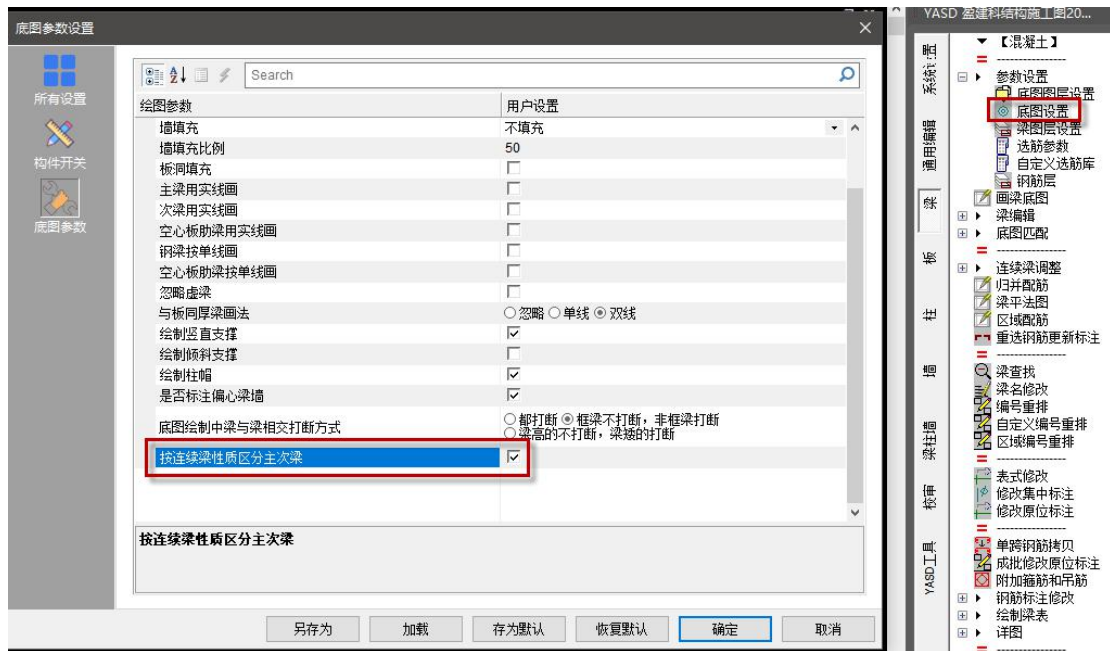 底图参数设置
所有设置
构件开关
底图参数
Search
绘图参数 用户设置
墙填充 不填充
墙填充比例 50
板洞填充
主梁用实线画
次梁用实线画
空心板肋梁用实线画
钢梁按单线画
空心板肋梁按单线画
忽略虚梁
与板同厚梁画法 忽略 单线 双线
绘制竖直支撑
绘制倾斜支撑
绘制柱帽
是否标注偏心梁墙
底图绘制中梁与梁相交打断方式 都打断 框梁不打断，非框梁打断
梁高的不打断，梁矮的打断
按连续梁性质区分主次梁
按连续梁性质区分主次梁
另存为 加载 存为默认 恢复默认 确定 取消
YASD 盈建科结构施工图20...
系统设置
通用编辑
梁
板
柱
墙
梁柱墙
校审
YASD工具
【混凝土】
----------------
参数设置
底图图层设置
底图设置
梁图层设置
选筋参数
自定义选筋库
钢筋层
画梁底图
梁编辑
底图匹配
----------------
连续梁调整
归并配筋
梁平法图
区域配筋
重选钢筋更新标注
----------------
梁查找
梁名修改
编号重排
自定义编号重排
区域编号重排
----------------
表式修改
修改集中标注
修改原位标注
----------------
单跨钢筋拷贝
成批修改原位标注
附加箍筋和吊筋
钢筋标注修改
绘制梁表
详图
----------------